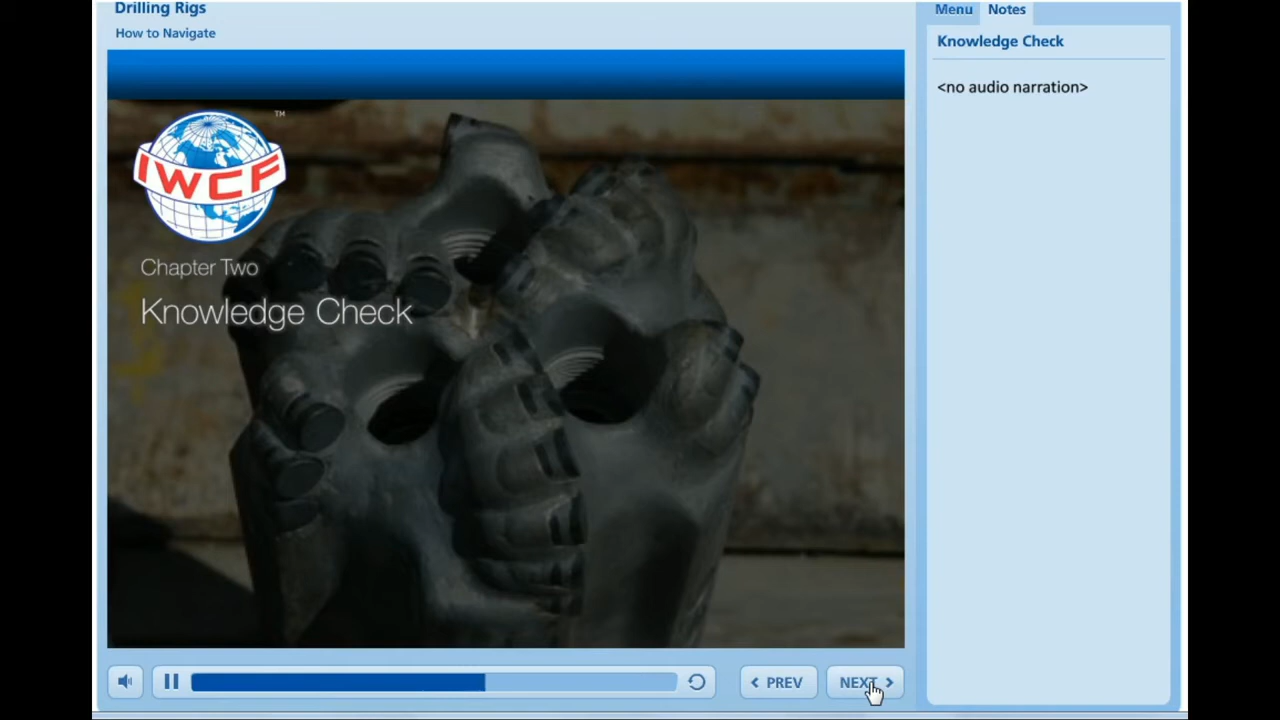 Drilling Rigs
How to Navigate
Menu
Notes
Knowledge Check
<no audio narration>
TM
IWCF
Chapter Two
Knowledge Check
PREV
NEXT